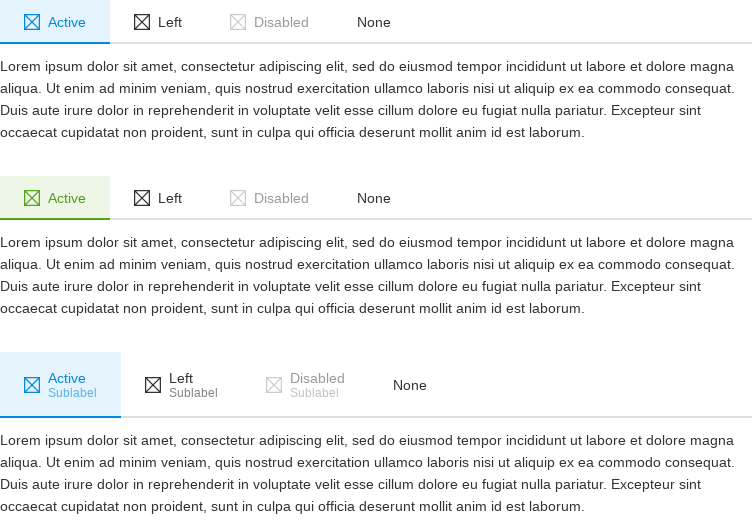 Active Left Disabled None
Lorem ipsum dolor sit amet, consectetur adipiscing elit, sed do eiusmod tempor incididunt ut labore et dolore magna
aliqua. Ut enim ad minim veniam, quis nostrud exercitation ullamco laboris nisi ut aliquip ex ea commodo consequat.
Duis aute irure dolor in reprehenderit in voluptate velit esse cillum dolore eu fugiat nulla pariatur. Excepteur sint
occaecat cupidatat non proident, sunt in culpa qui officia deserunt mollit anim id est laborum.
Active Left Disabled None
Lorem ipsum dolor sit amet, consectetur adipiscing elit, sed do eiusmod tempor incididunt ut labore et dolore magna
aliqua. Ut enim ad minim veniam, quis nostrud exercitation ullamco laboris nisi ut aliquip ex ea commodo consequat.
Duis aute irure dolor in reprehenderit in voluptate velit esse cillum dolore eu fugiat nulla pariatur. Excepteur sint
occaecat cupidatat non proident, sunt in culpa qui officia deserunt mollit anim id est laborum.
Active Left Disabled None
Sublabel Sublabel Sublabel
Lorem ipsum dolor sit amet, consectetur adipiscing elit, sed do eiusmod tempor incididunt ut labore et dolore magna
aliqua. Ut enim ad minim veniam, quis nostrud exercitation ullamco laboris nisi ut aliquip ex ea commodo consequat.
Duis aute irure dolor in reprehenderit in voluptate velit esse cillum dolore eu fugiat nulla pariatur. Excepteur sint
occaecat cupidatat non proident, sunt in culpa qui officia deserunt mollit anim id est laborum.